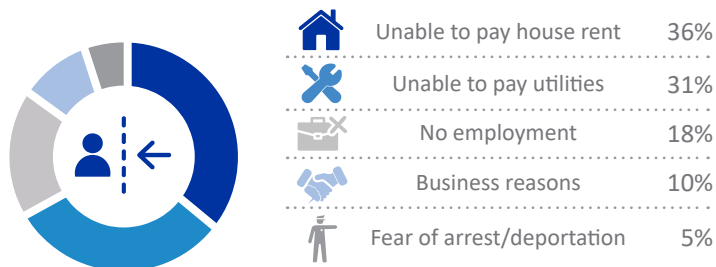 Unable to pay house rent 36%
Unable to pay utilities 31%
No employment 18%
Business reasons 10%
Fear of arrest/deportation 5%